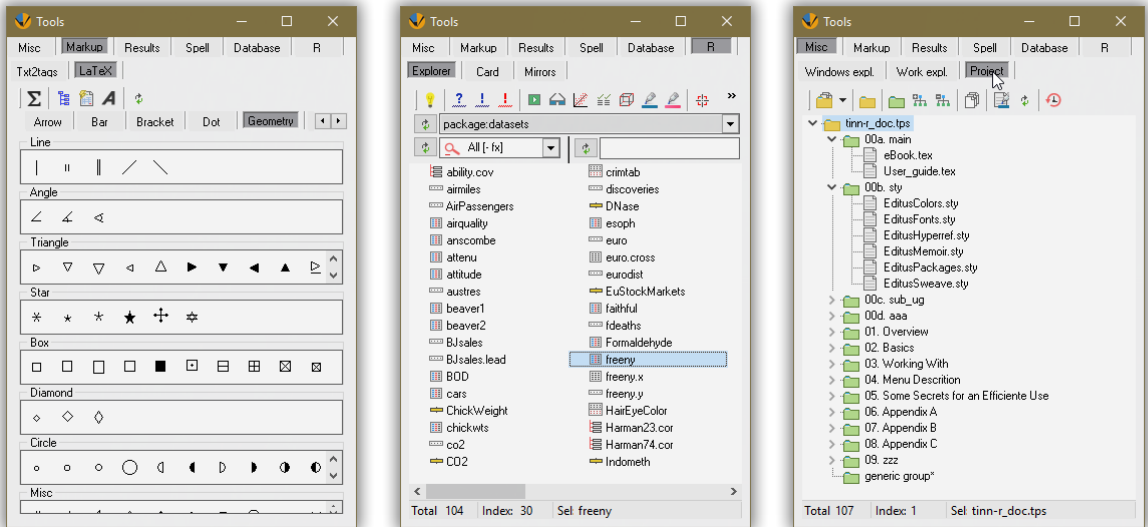 Tools
Misc Markup Results Spell Database R
Txt2tags LaTeX
Arrow Bar Bracket Dot Geometry
Line
Angle
Triangle
Star
Box
Diamond
Circle
Misc
Tools
Misc Markup Results Spell Database R
Explorer Card Mirrors
package:datasets
All [- fx]
ability.cov
airmiles
AirPassengers
airquality
anscombe
attenu
attitude
austres
beaver1
beaver2
BJsales
BJsales.lead
BOD
cars
ChickWeight
chickwts
co2
CO2
crimtab
discoveries
DNase
esoph
euro
euro.cross
eurodist
EuStockMarkets
faithful
fdeaths
Formaldehyde
freeny
freeny.x
freeny.y
HairEyeColor
Harman23.cor
Harman74.cor
Indometh
Total 104 Index: 30 Sel: freeny
Tools
Misc Markup Results Spell Database R
Windows expl. Work expl. Project
tinn-r_doc.tps
00a. main
eBook.tex
User_guide.tex
00b. sty
EditusColors.sty
EditusFonts.sty
EditusHyperref.sty
EditusMemoir.sty
EditusPackages.sty
EditusSweave.sty
00c. sub_ug
00d. aaa
01. Overview
02. Basics
03. Working With
04. Menu Descrition
05. Some Secrets for an Efficiente Use
06. Appendix A
07. Appendix B
08. Appendix C
09. zzz
generic group*
Total 107 Index: 1 Sel: tinn-r_doc.tps